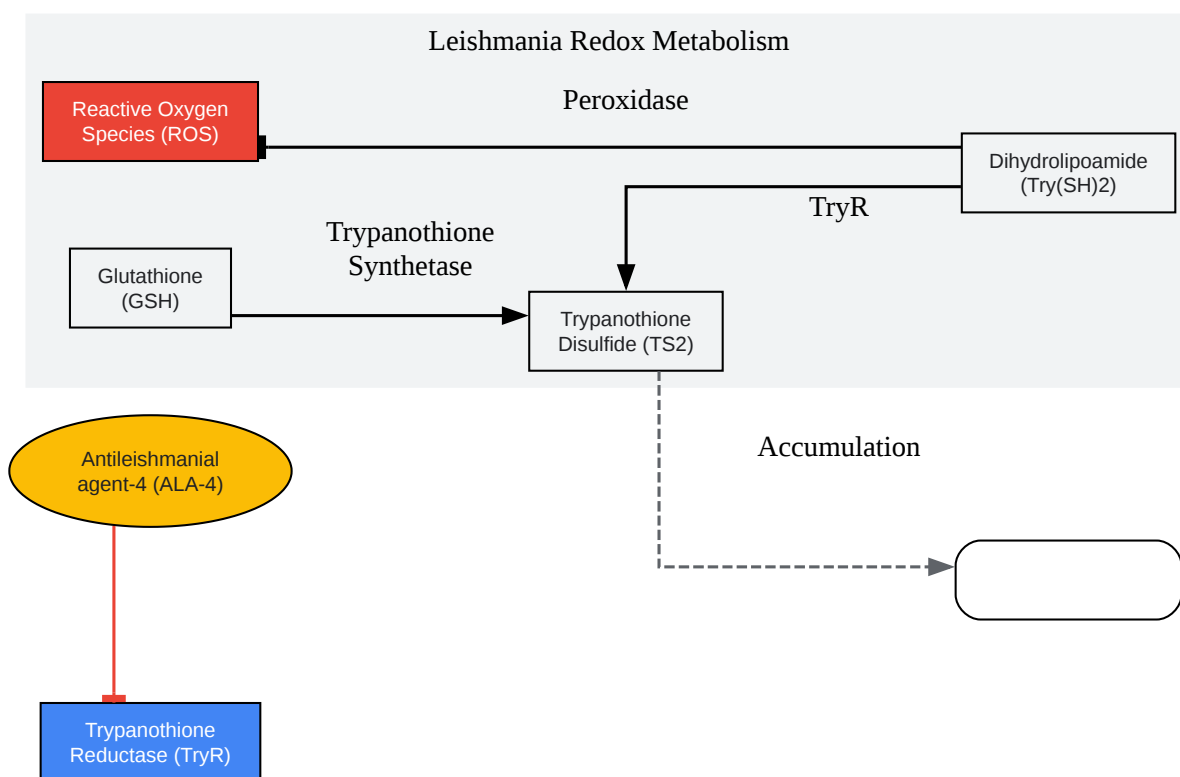 Leishmania Redox Metabolism
Reactive Oxygen
Species (ROS)
Peroxidase
Dihydrolipoamide
(Try(SH)2)
TryR
Trypanothione
Synthetase
Glutathione
(GSH)
Trypanothione
Disulfide (TS2)
Accumulation
Antileishmanial
agent-4 (ALA-4)
Trypanothione
Reductase (TryR)